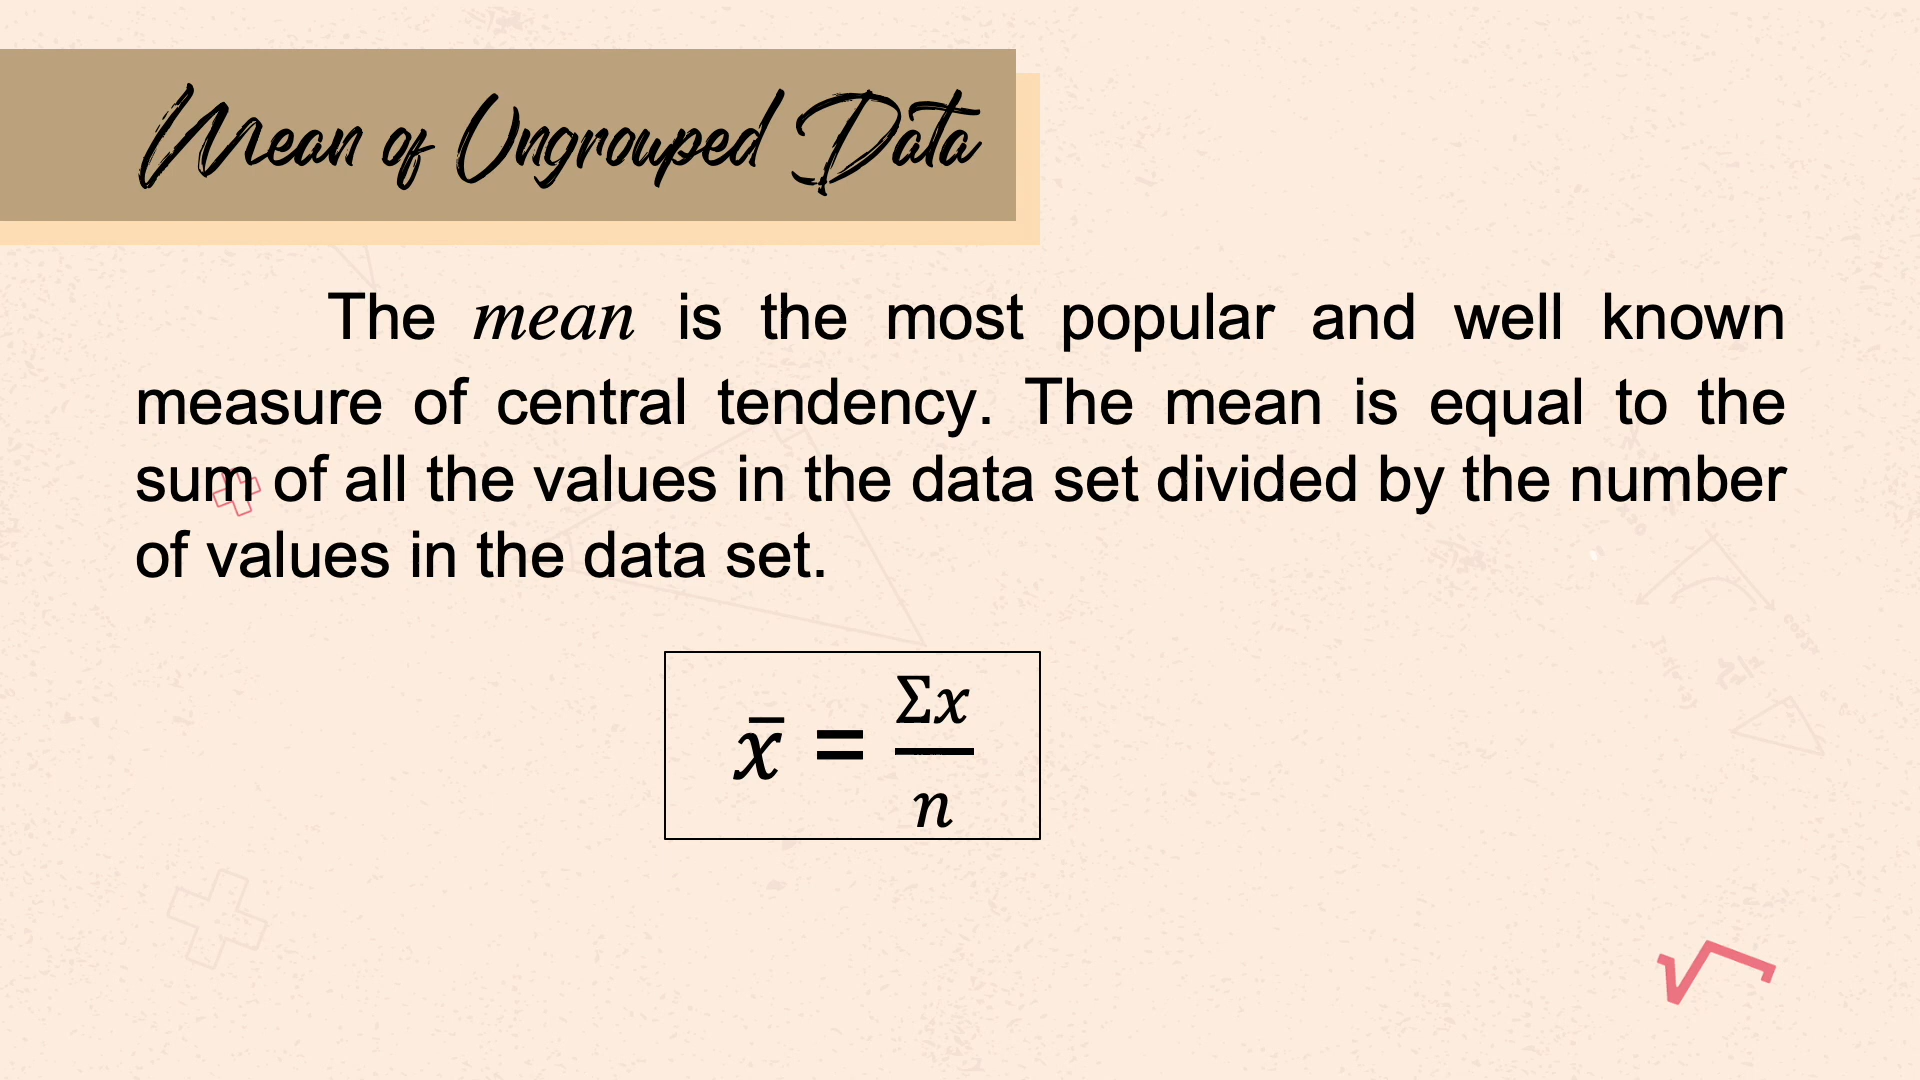 Mean of Ungrouped Data
The mean is the most popular and well known
measure of central tendency. The mean is equal to the
sum of all the values in the data set divided by the number
of values in the data set.
x̄ = Σx/n